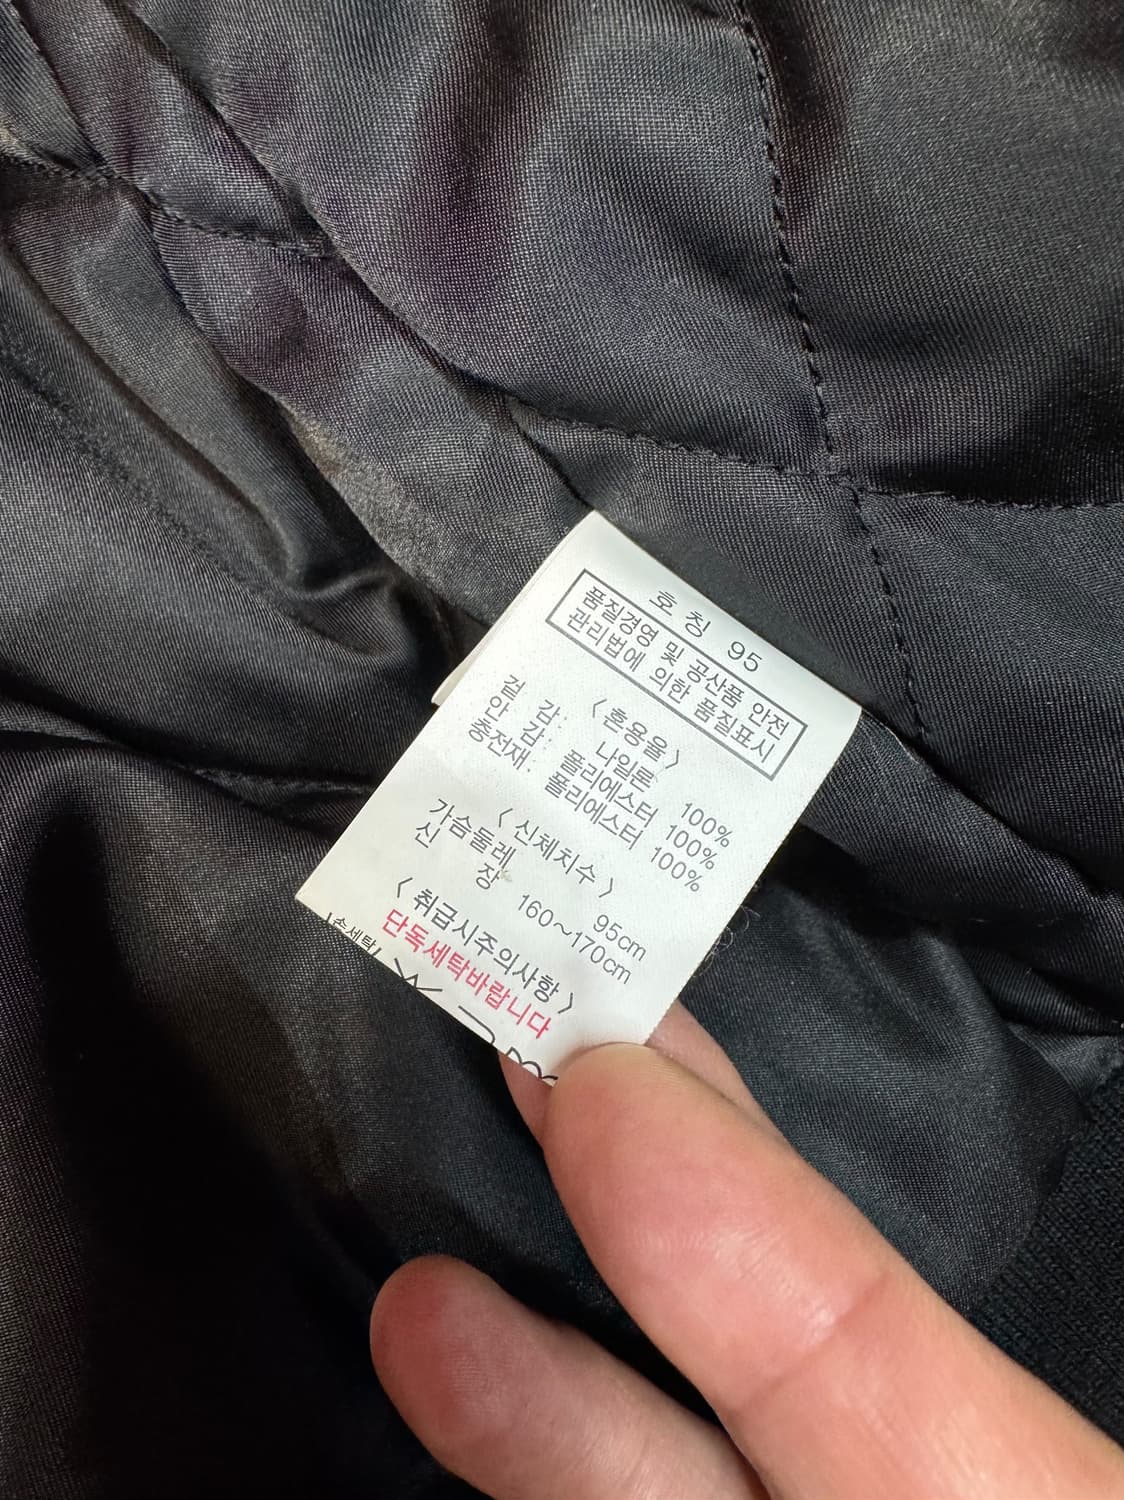 호 칭 95
품질경영 및 공산품 안전
관리법에 의한 품질표시
〈 혼용율 〉
겉 감: 나일론 100%
안 감: 폴리에스터 100%
충전재: 폴리에스터 100%
〈 신체치수 〉
가슴둘레 95cm
신 장 160~170cm
〈 취급시주의사항 〉
단독세탁바랍니다
손세탁